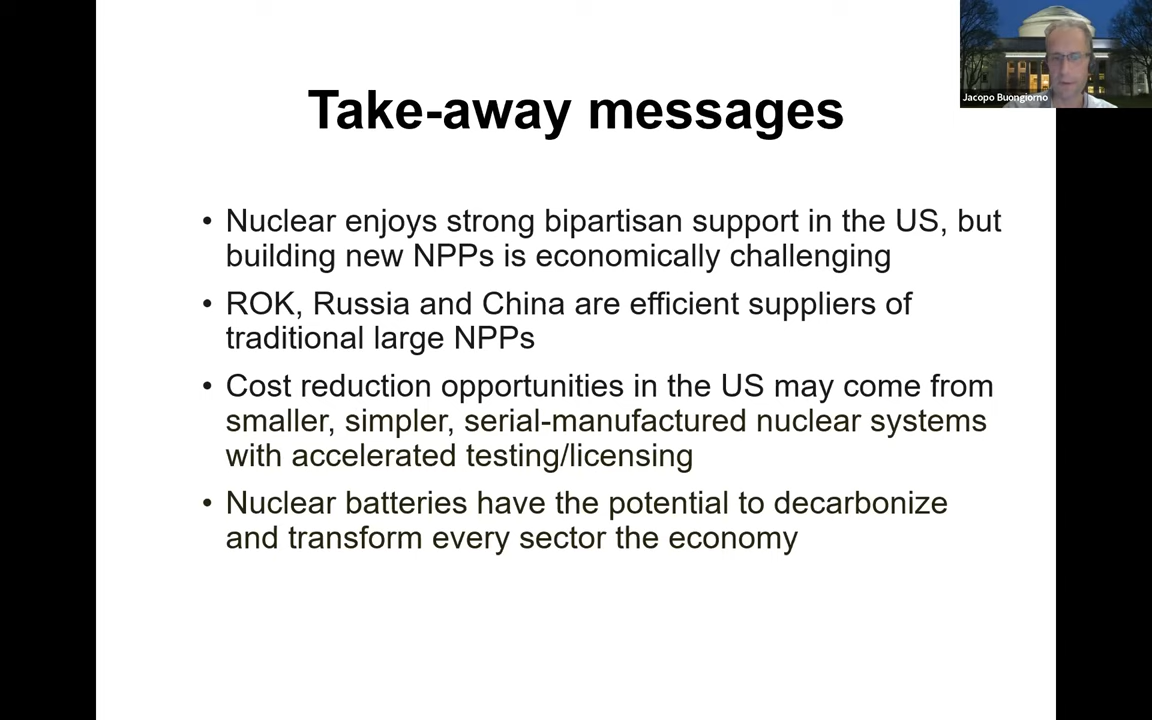 Jacopo Buongiorno
Take-away messages
• Nuclear enjoys strong bipartisan support in the US, but
building new NPPs is economically challenging
• ROK, Russia and China are efficient suppliers of
traditional large NPPs
• Cost reduction opportunities in the US may come from
smaller, simpler, serial-manufactured nuclear systems
with accelerated testing/licensing
• Nuclear batteries have the potential to decarbonize
and transform every sector the economy